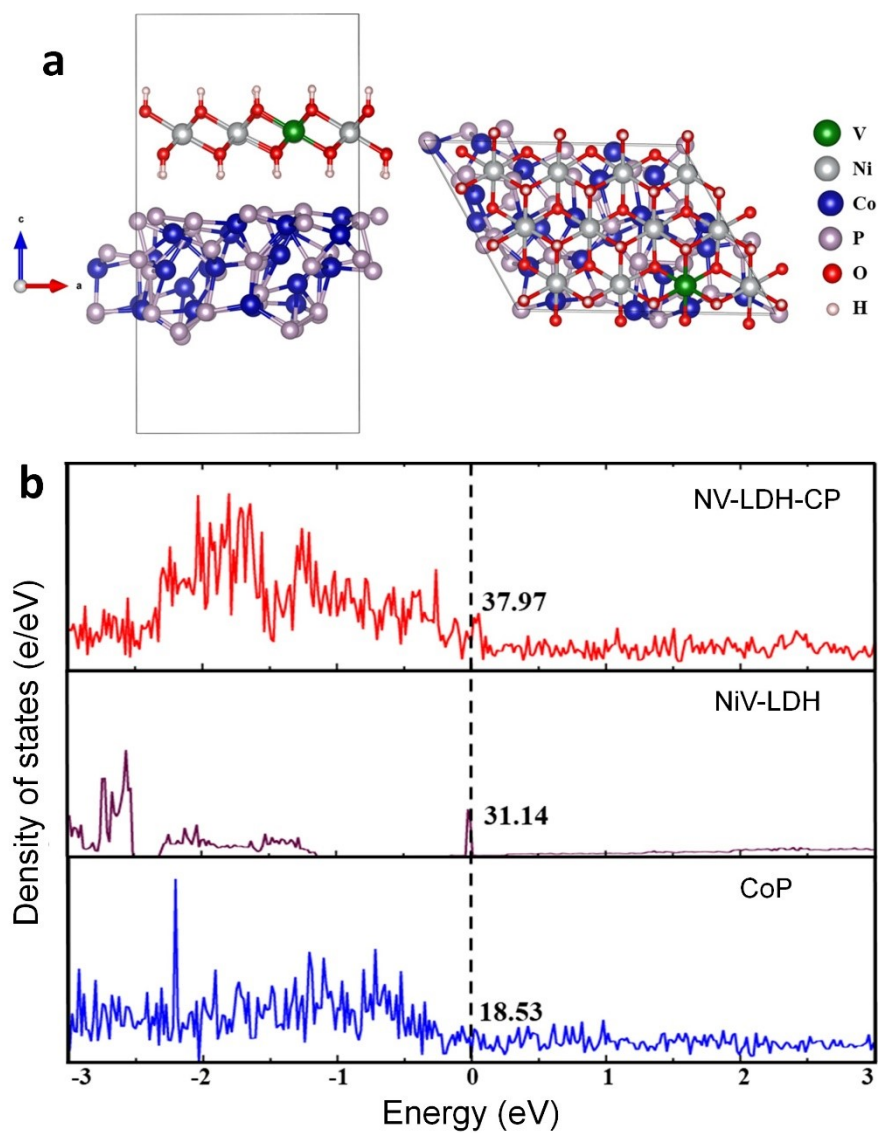 a
c
a
V
Ni
Co
P
O
H
b
Density of states (e/eV)
NV-LDH-CP
37.97
NiV-LDH
31.14
CoP
18.53
-3 -2 -1 0 1 2 3
Energy (eV)